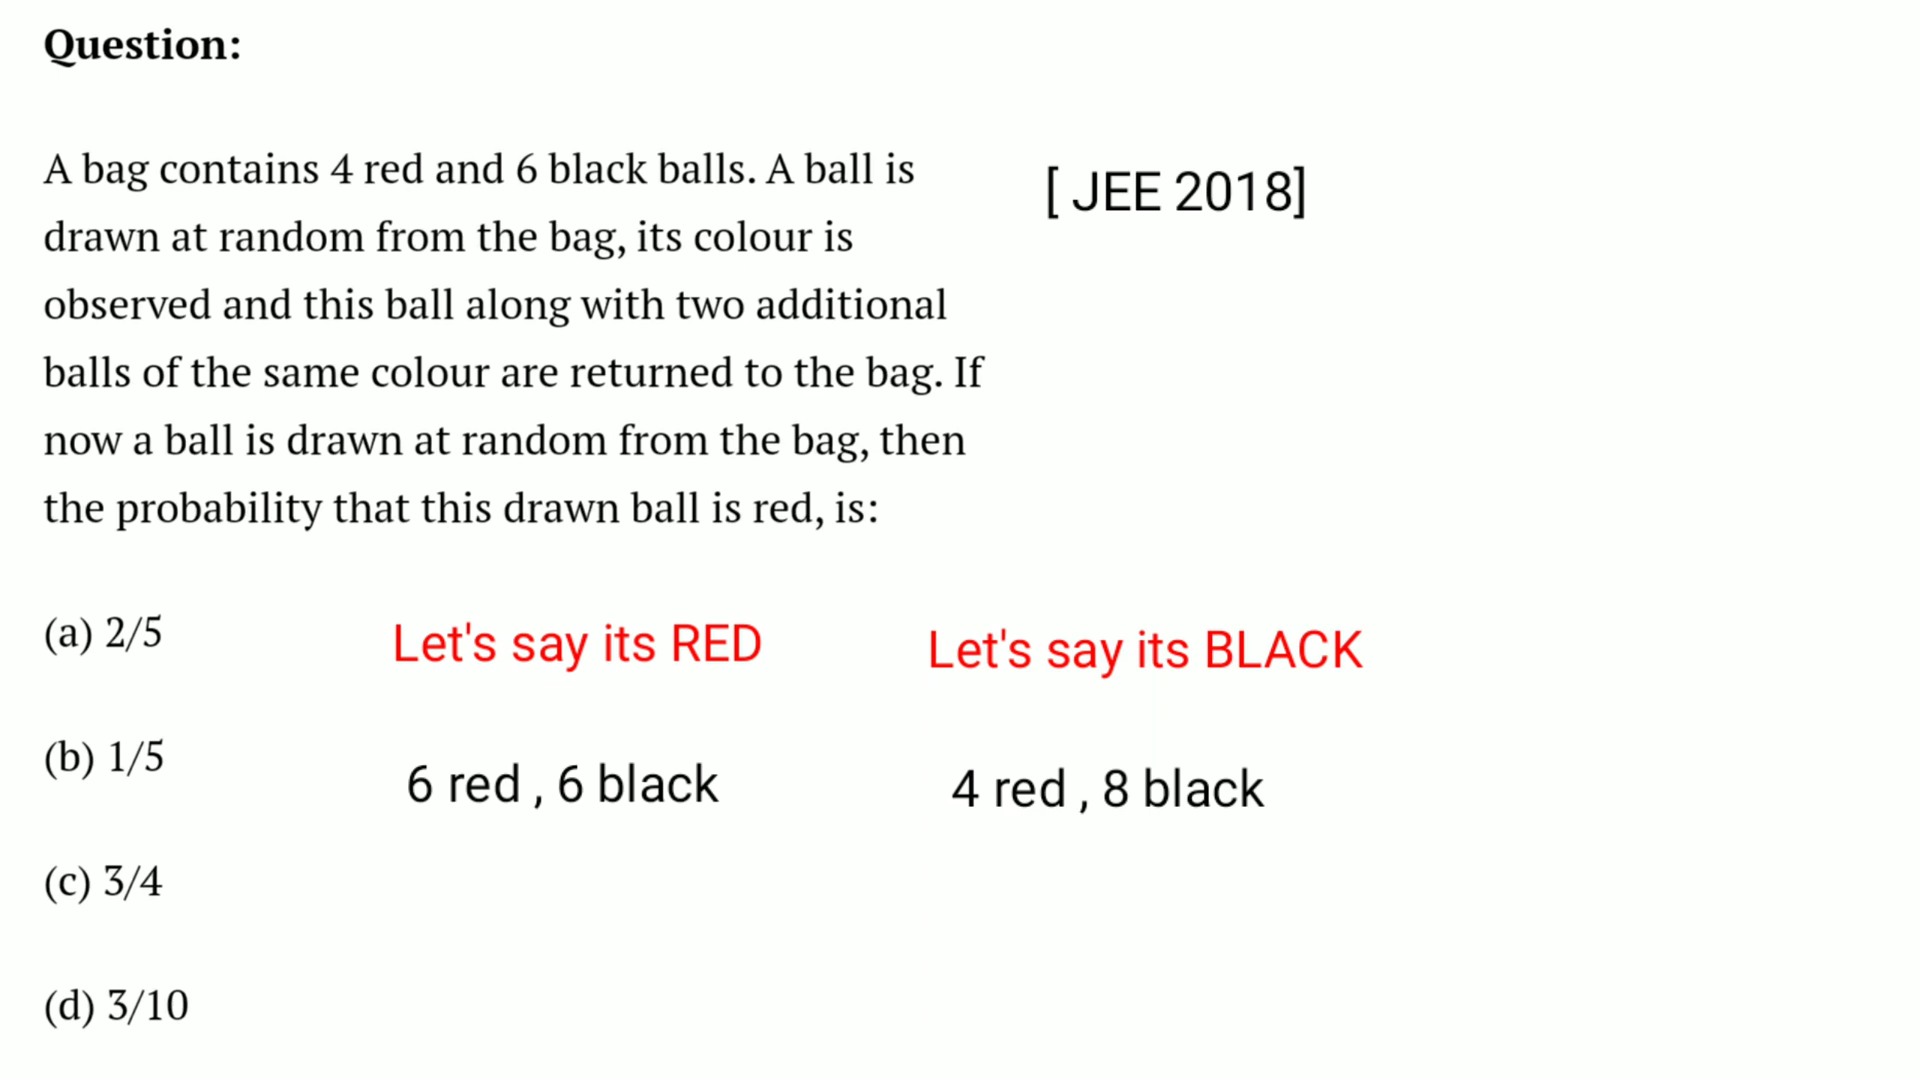 Question:
A bag contains 4 red and 6 black balls. A ball is
drawn at random from the bag, its colour is
observed and this ball along with two additional
balls of the same colour are returned to the bag. If
now a ball is drawn at random from the bag, then
the probability that this drawn ball is red, is:
[ JEE 2018]
(a) 2/5
Let's say its RED
Let's say its BLACK
(b) 1/5
6 red , 6 black
4 red , 8 black
(c) 3/4
(d) 3/10